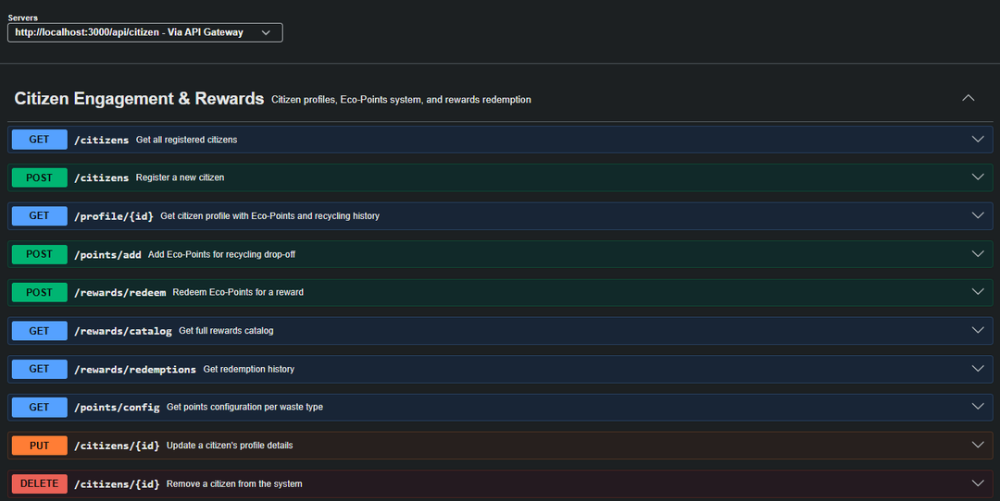 Servers
http://localhost:3000/api/citizen - Via API Gateway
Citizen Engagement & Rewards Citizen profiles, Eco-Points system, and rewards redemption
GET /citizens Get all registered citizens
POST /citizens Register a new citizen
GET /profile/{id} Get citizen profile with Eco-Points and recycling history
POST /points/add Add Eco-Points for recycling drop-off
POST /rewards/redeem Redeem Eco-Points for a reward
GET /rewards/catalog Get full rewards catalog
GET /rewards/redemptions Get redemption history
GET /points/config Get points configuration per waste type
PUT /citizens/{id} Update a citizen's profile details
DELETE /citizens/{id} Remove a citizen from the system